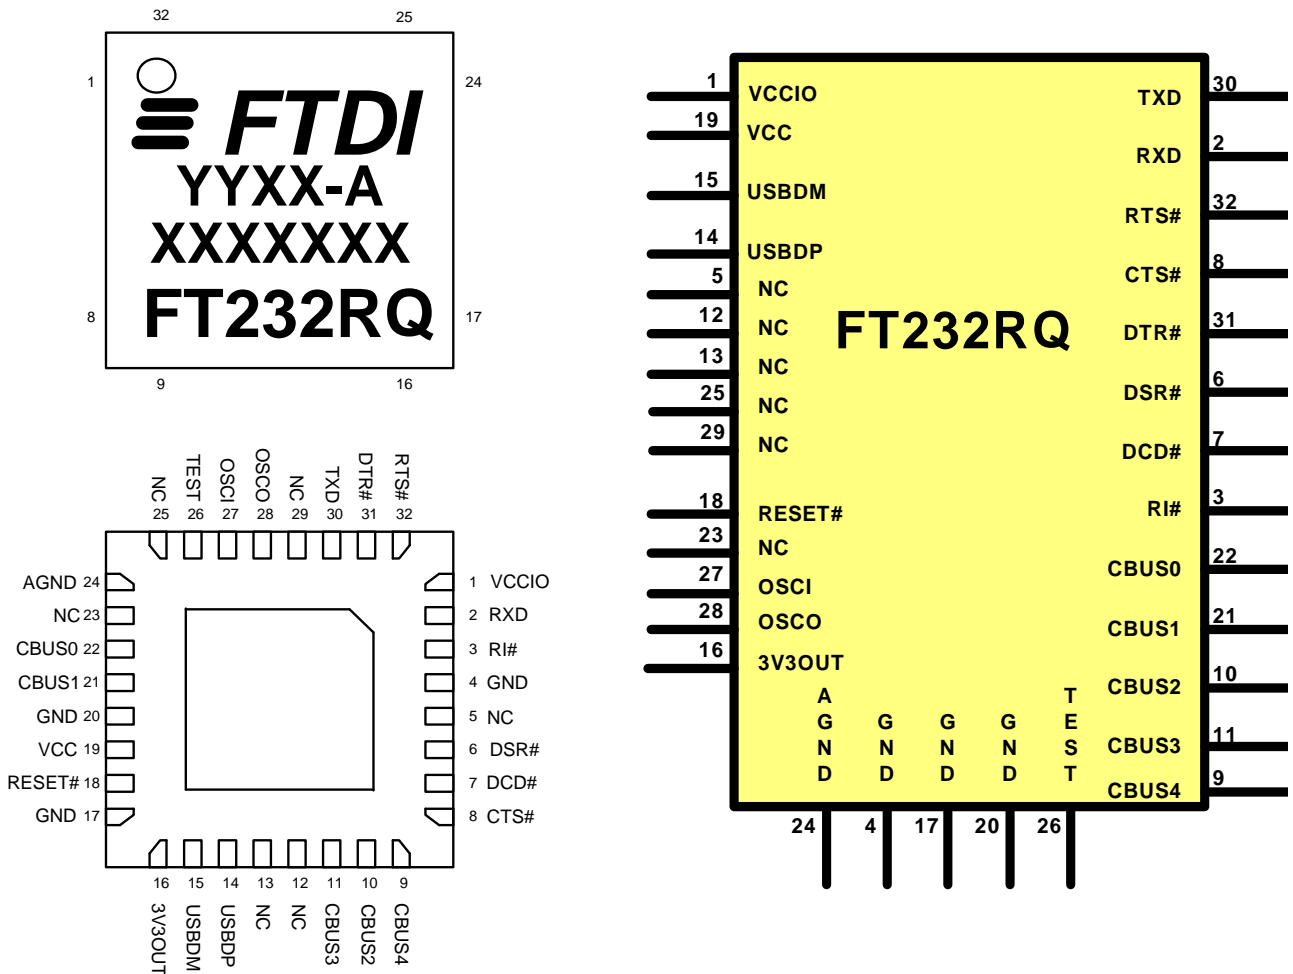 32 25
1 24
FTDI
YYXX-A
XXXXXXX
FT232RQ
8 17
9 16
NC TEST OSCI OSCO NC TXD DTR# RTS#
25 26 27 28 29 30 31 32
AGND 24
NC 23
CBUS0 22
CBUS1 21
GND 20
VCC 19
RESET# 18
GND 17
1 VCCIO
2 RXD
3 RI#
4 GND
5 NC
6 DSR#
7 DCD#
8 CTS#
16 15 14 13 12 11 10 9
3V3OUT USBDM USBDP NC NC CBUS3 CBUS2 CBUS4
1 VCCIO
19 VCC
15 USBDM
14 USBDP
5 NC
12 NC
13 NC
25 NC
29 NC
18 RESET#
23 NC
27 OSCI
28 OSCO
16 3V3OUT
FT232RQ
TXD 30
RXD 2
RTS# 32
CTS# 8
DTR# 31
DSR# 6
DCD# 7
RI# 3
CBUS0 22
CBUS1 21
CBUS2 10
CBUS3 11
CBUS4 9
AGND GND GND GND TEST
24 4 17 20 26